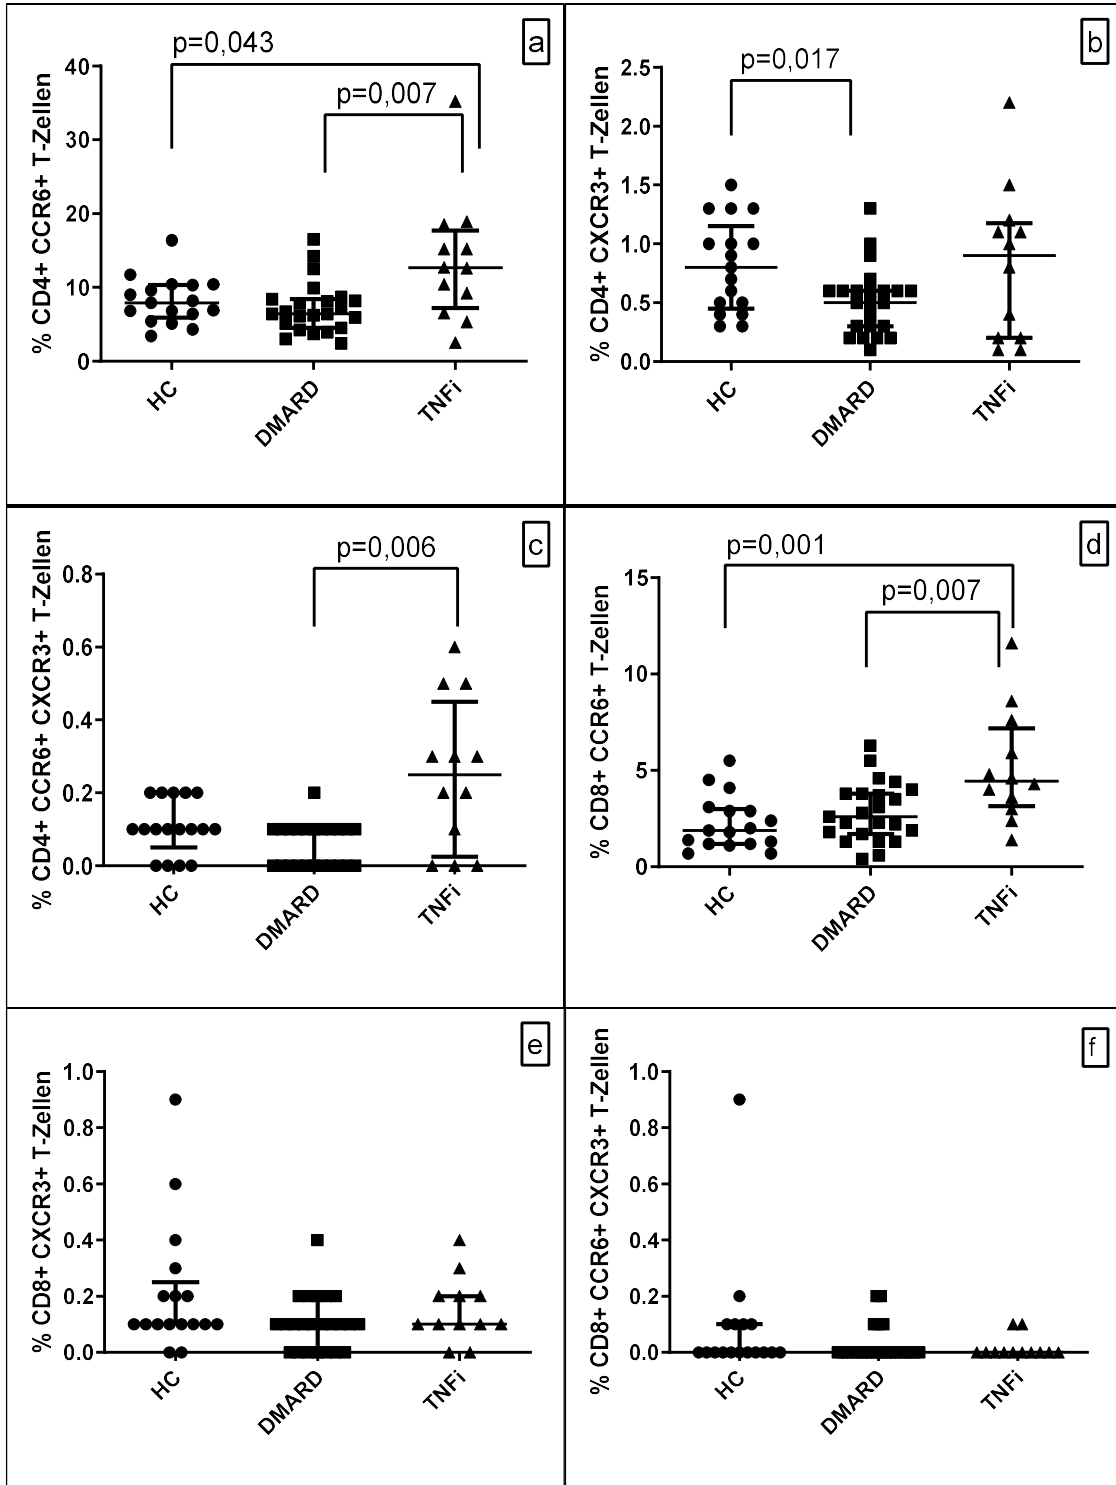 a
p=0,043
p=0,007
% CD4+ CCR6+ T-Zellen
40
30
20
10
0
HC
DMARD
TNFi
b
p=0,017
% CD4+ CXCR3+ T-Zellen
2.5
2.0
1.5
1.0
0.5
0.0
HC
DMARD
TNFi
c
p=0,006
% CD4+ CCR6+ CXCR3+ T-Zellen
0.8
0.6
0.4
0.2
0.0
HC
DMARD
TNFi
d
p=0,001
p=0,007
% CD8+ CCR6+ T-Zellen
15
10
5
0
HC
DMARD
TNFi
e
% CD8+ CXCR3+ T-Zellen
1.0
0.8
0.6
0.4
0.2
0.0
HC
DMARD
TNFi
f
% CD8+ CCR6+ CXCR3+ T-Zellen
1.0
0.8
0.6
0.4
0.2
0.0
HC
DMARD
TNFi